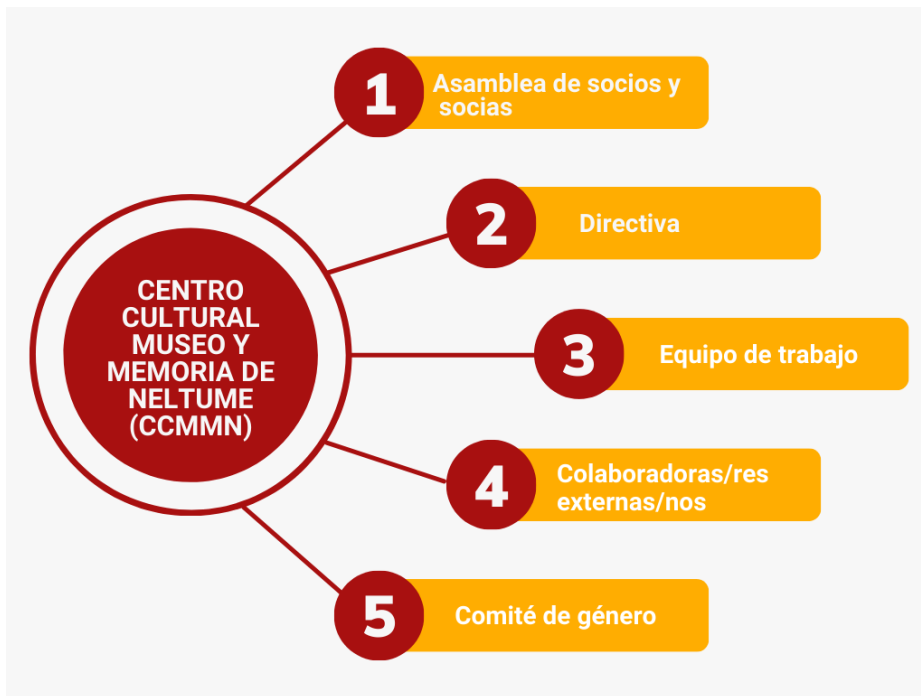 1
Asamblea de socios y
socias
2
Directiva
CENTRO
CULTURAL
MUSEO Y
MEMORIA DE
NELTUME
(CCMMN)
3
Equipo de trabajo
4
Colaboradoras/res
externas/nos
5
Comité de género